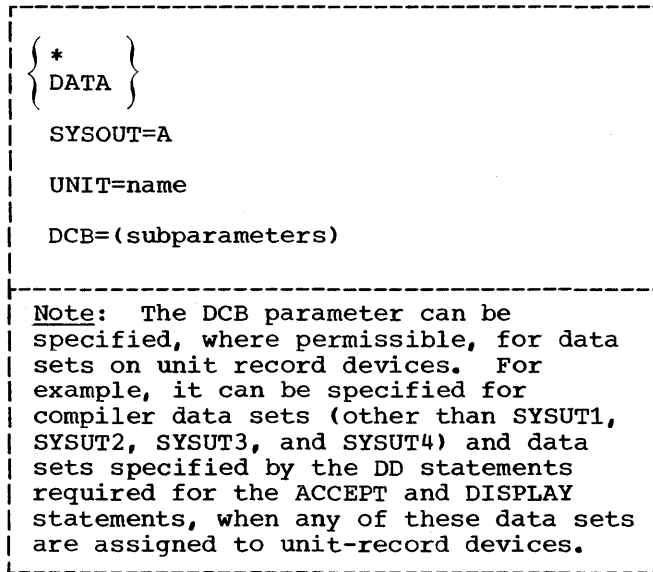 *
DATA
SYSOUT=A
UNIT=name
DCB=(subparameters)
Note: The DCB parameter can be
specified, where permissible, for data
sets on unit record devices. For
example, it can be specified for
compiler data sets (other than SYSUT1,
SYSUT2, SYSUT3, and SYSUT4) and data
sets specified by the DD statements
required for the ACCEPT and DISPLAY
statements, when any of these data sets
are assigned to unit-record devices.